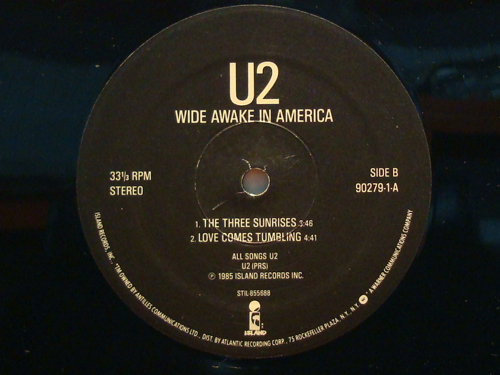 U2
WIDE AWAKE IN AMERICA
33⅓ RPM
STEREO
SIDE B
90279-1-A
1. THE THREE SUNRISES 3:46
2. LOVE COMES TUMBLING 4:41
ALL SONGS U2
U2 (PRS)
℗ 1985 ISLAND RECORDS INC.
STIL-855688
ISLAND
ISLAND RECORDS, INC. *TM OWNED BY ANTILLES COMMUNICATIONS LTD., DIST. BY ATLANTIC RECORDING CORP., 75 ROCKEFELLER PLAZA, N.Y., N.Y. A WARNER COMMUNICATIONS COMPANY